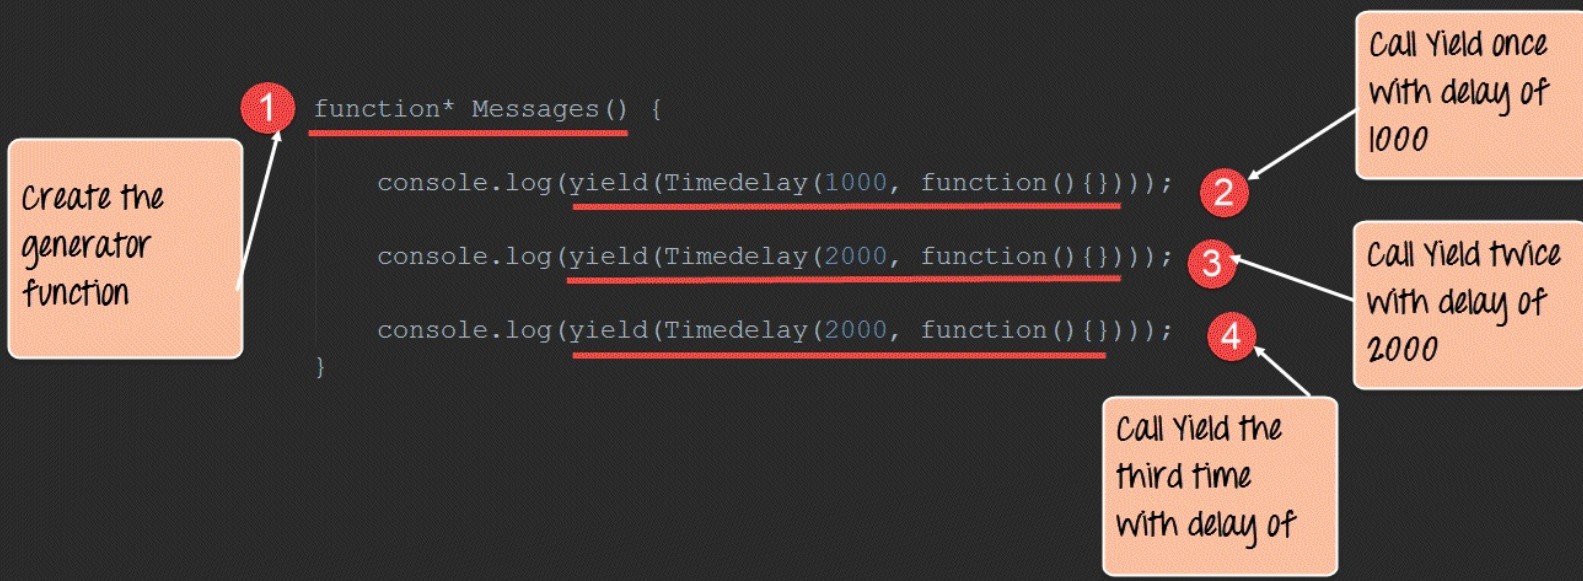 1
function* Messages() {
Create the
generator
function
console.log(yield(Timedelay(1000, function(){})));
2
Call Yield once
with delay of
1000
console.log(yield(Timedelay(2000, function(){})));
3
Call Yield twice
with delay of
2000
console.log(yield(Timedelay(2000, function(){})));
4
Call Yield the
third time
with delay of
}